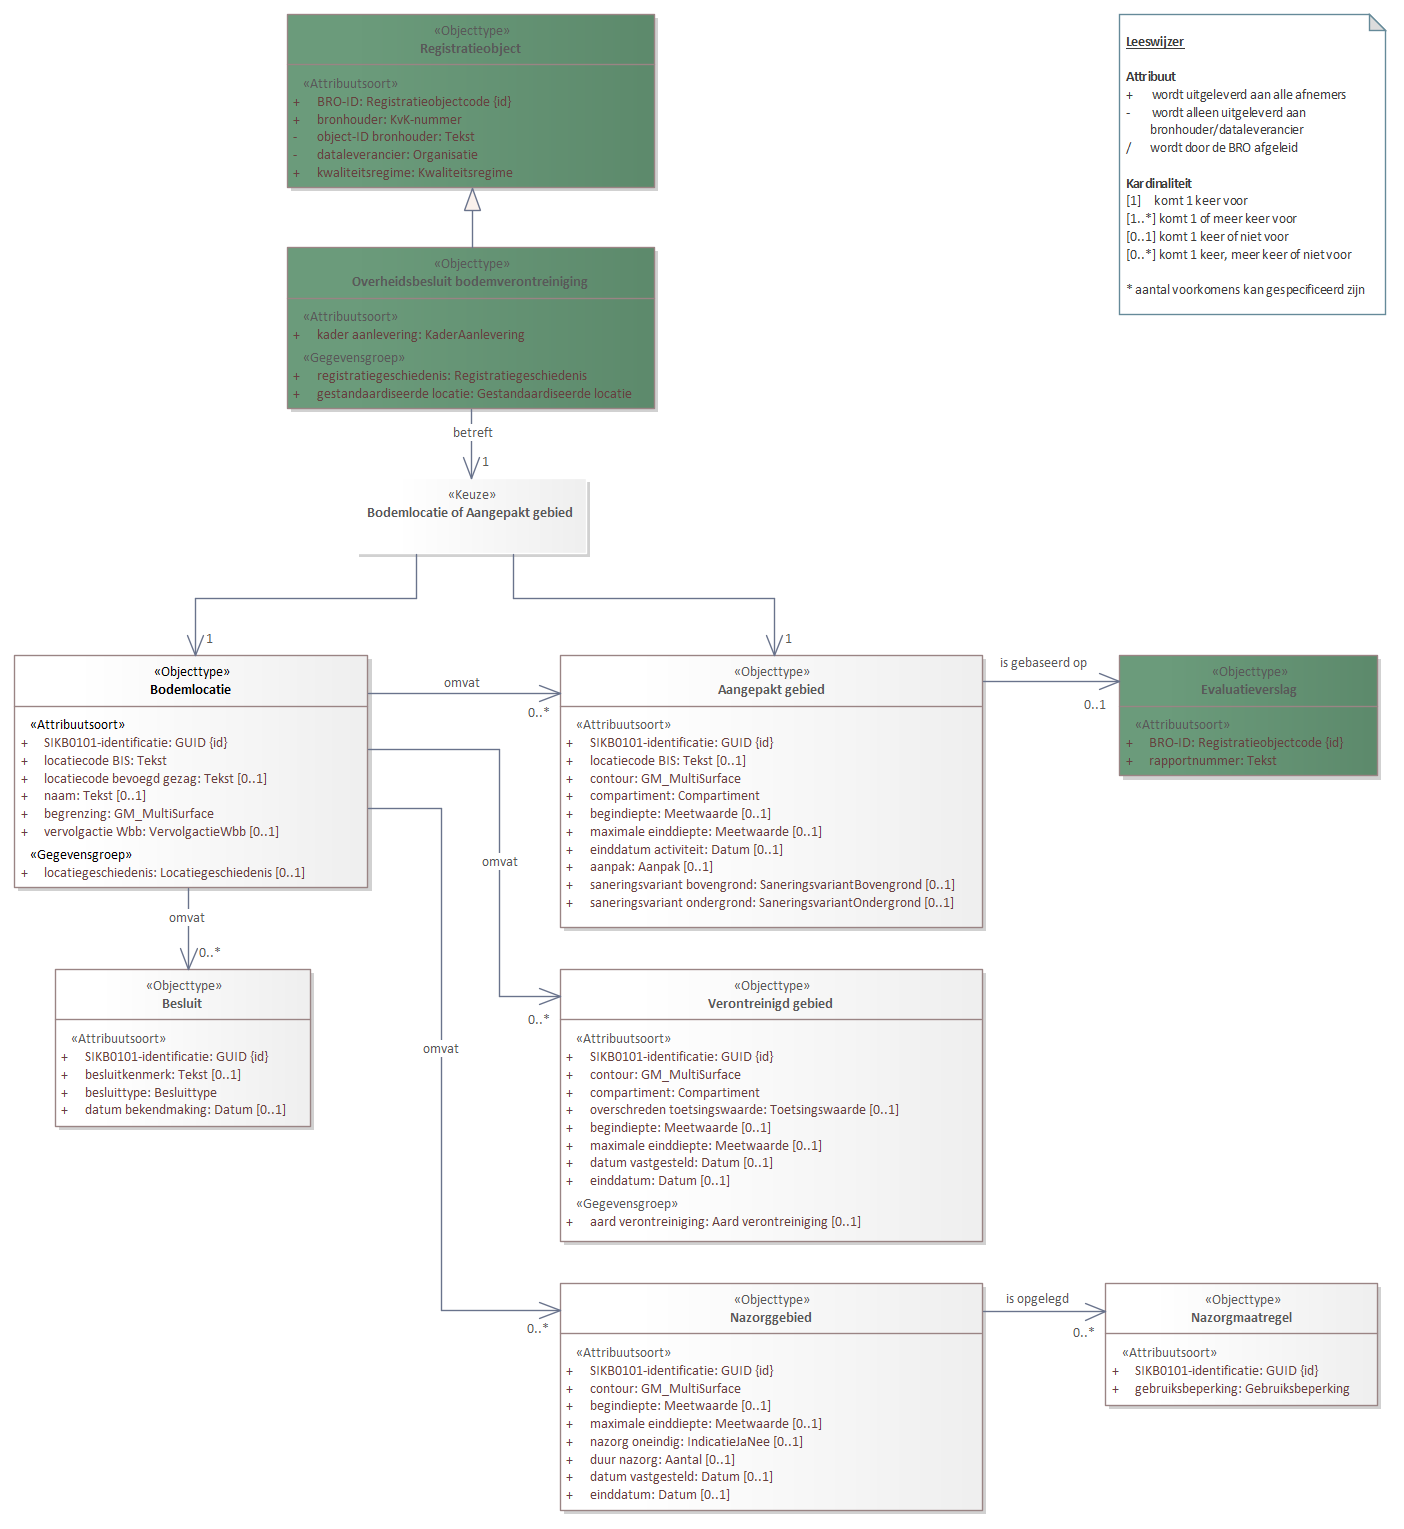 «Objecttype»
Registratieobject
«Attribuutsoort»
+ BRO-ID: Registratieobjectcode {id}
+ bronhouder: KvK-nummer
- object-ID bronhouder: Tekst
- dataleverancier: Organisatie
+ kwaliteitsregime: Kwaliteitsregime
Leeswijzer
Attribuut
+ wordt uitgeleverd aan alle afnemers
- wordt alleen uitgeleverd aan
bronhouder/dataleverancier
/ wordt door de BRO afgeleid
Kardinaliteit
[1] komt 1 keer voor
[1..*] komt 1 of meer keer voor
[0..1] komt 1 keer of niet voor
[0..*] komt 1 keer, meer keer of niet voor
* aantal voorkomens kan gespecificeerd zijn
«Objecttype»
Overheidsbesluit bodemverontreiniging
«Attribuutsoort»
+ kader aanlevering: KaderAanlevering
«Gegevensgroep»
+ registratiegeschiedenis: Registratiegeschiedenis
+ gestandaardiseerde locatie: Gestandaardiseerde locatie
betreft
1
«Keuze»
Bodemlocatie of Aangepakt gebied
1
1
«Objecttype»
Bodemlocatie
«Attribuutsoort»
+ SIKB0101-identificatie: GUID {id}
+ locatiecode BIS: Tekst
+ locatiecode bevoegd gezag: Tekst [0..1]
+ naam: Tekst [0..1]
+ begrenzing: GM_MultiSurface
+ vervolgactie Wbb: VervolgactieWbb [0..1]
«Gegevensgroep»
+ locatiegeschiedenis: Locatiegeschiedenis [0..1]
omvat
0..*
«Objecttype»
Aangepakt gebied
«Attribuutsoort»
+ SIKB0101-identificatie: GUID {id}
+ locatiecode BIS: Tekst [0..1]
+ contour: GM_MultiSurface
+ compartiment: Compartiment
+ begindiepte: Meetwaarde [0..1]
+ maximale einddiepte: Meetwaarde [0..1]
+ einddatum activiteit: Datum [0..1]
+ aanpak: Aanpak [0..1]
+ saneringsvariant bovengrond: SaneringsvariantBovengrond [0..1]
+ saneringsvariant ondergrond: SaneringsvariantOndergrond [0..1]
is gebaseerd op
0..1
«Objecttype»
Evaluatieverslag
«Attribuutsoort»
+ BRO-ID: Registratieobjectcode {id}
+ rapportnummer: Tekst
omvat
omvat
0..*
«Objecttype»
Besluit
«Attribuutsoort»
+ SIKB0101-identificatie: GUID {id}
+ besluitkenmerk: Tekst [0..1]
+ besluittype: Besluittype
+ datum bekendmaking: Datum [0..1]
0..*
«Objecttype»
Verontreinigd gebied
«Attribuutsoort»
+ SIKB0101-identificatie: GUID {id}
+ contour: GM_MultiSurface
+ compartiment: Compartiment
+ overschreden toetsingswaarde: Toetsingswaarde [0..1]
+ begindiepte: Meetwaarde [0..1]
+ maximale einddiepte: Meetwaarde [0..1]
+ datum vastgesteld: Datum [0..1]
+ einddatum: Datum [0..1]
«Gegevensgroep»
+ aard verontreiniging: Aard verontreiniging [0..1]
omvat
0..*
«Objecttype»
Nazorggebied
«Attribuutsoort»
+ SIKB0101-identificatie: GUID {id}
+ contour: GM_MultiSurface
+ begindiepte: Meetwaarde [0..1]
+ maximale einddiepte: Meetwaarde [0..1]
+ nazorg oneindig: IndicatieJaNee [0..1]
+ duur nazorg: Aantal [0..1]
+ datum vastgesteld: Datum [0..1]
+ einddatum: Datum [0..1]
is opgelegd
0..*
«Objecttype»
Nazorgmaatregel
«Attribuutsoort»
+ SIKB0101-identificatie: GUID {id}
+ gebruiksbeperking: Gebruiksbeperking